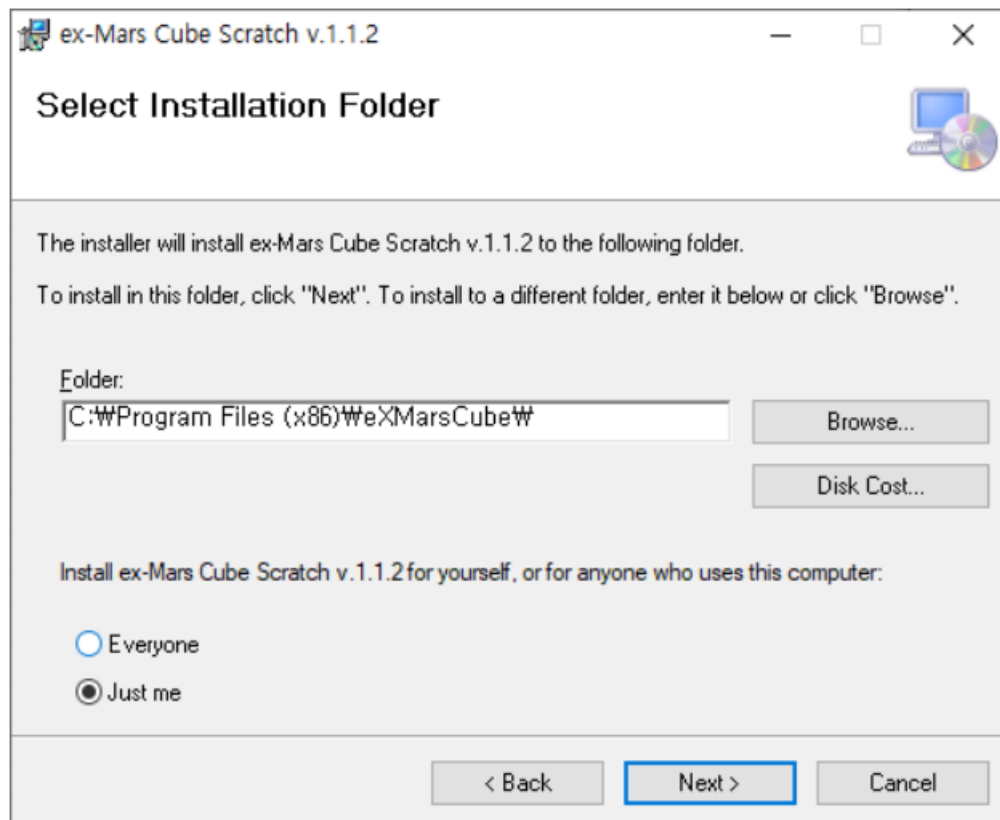 ex-Mars Cube Scratch v.1.1.2
Select Installation Folder
The installer will install ex-Mars Cube Scratch v.1.1.2 to the following folder.
To install in this folder, click "Next". To install to a different folder, enter it below or click "Browse".
Folder:
C:₩Program Files (x86)₩eXMarsCube₩
Browse...
Disk Cost...
Install ex-Mars Cube Scratch v.1.1.2 for yourself, or for anyone who uses this computer:
Everyone
Just me
< Back Next > Cancel